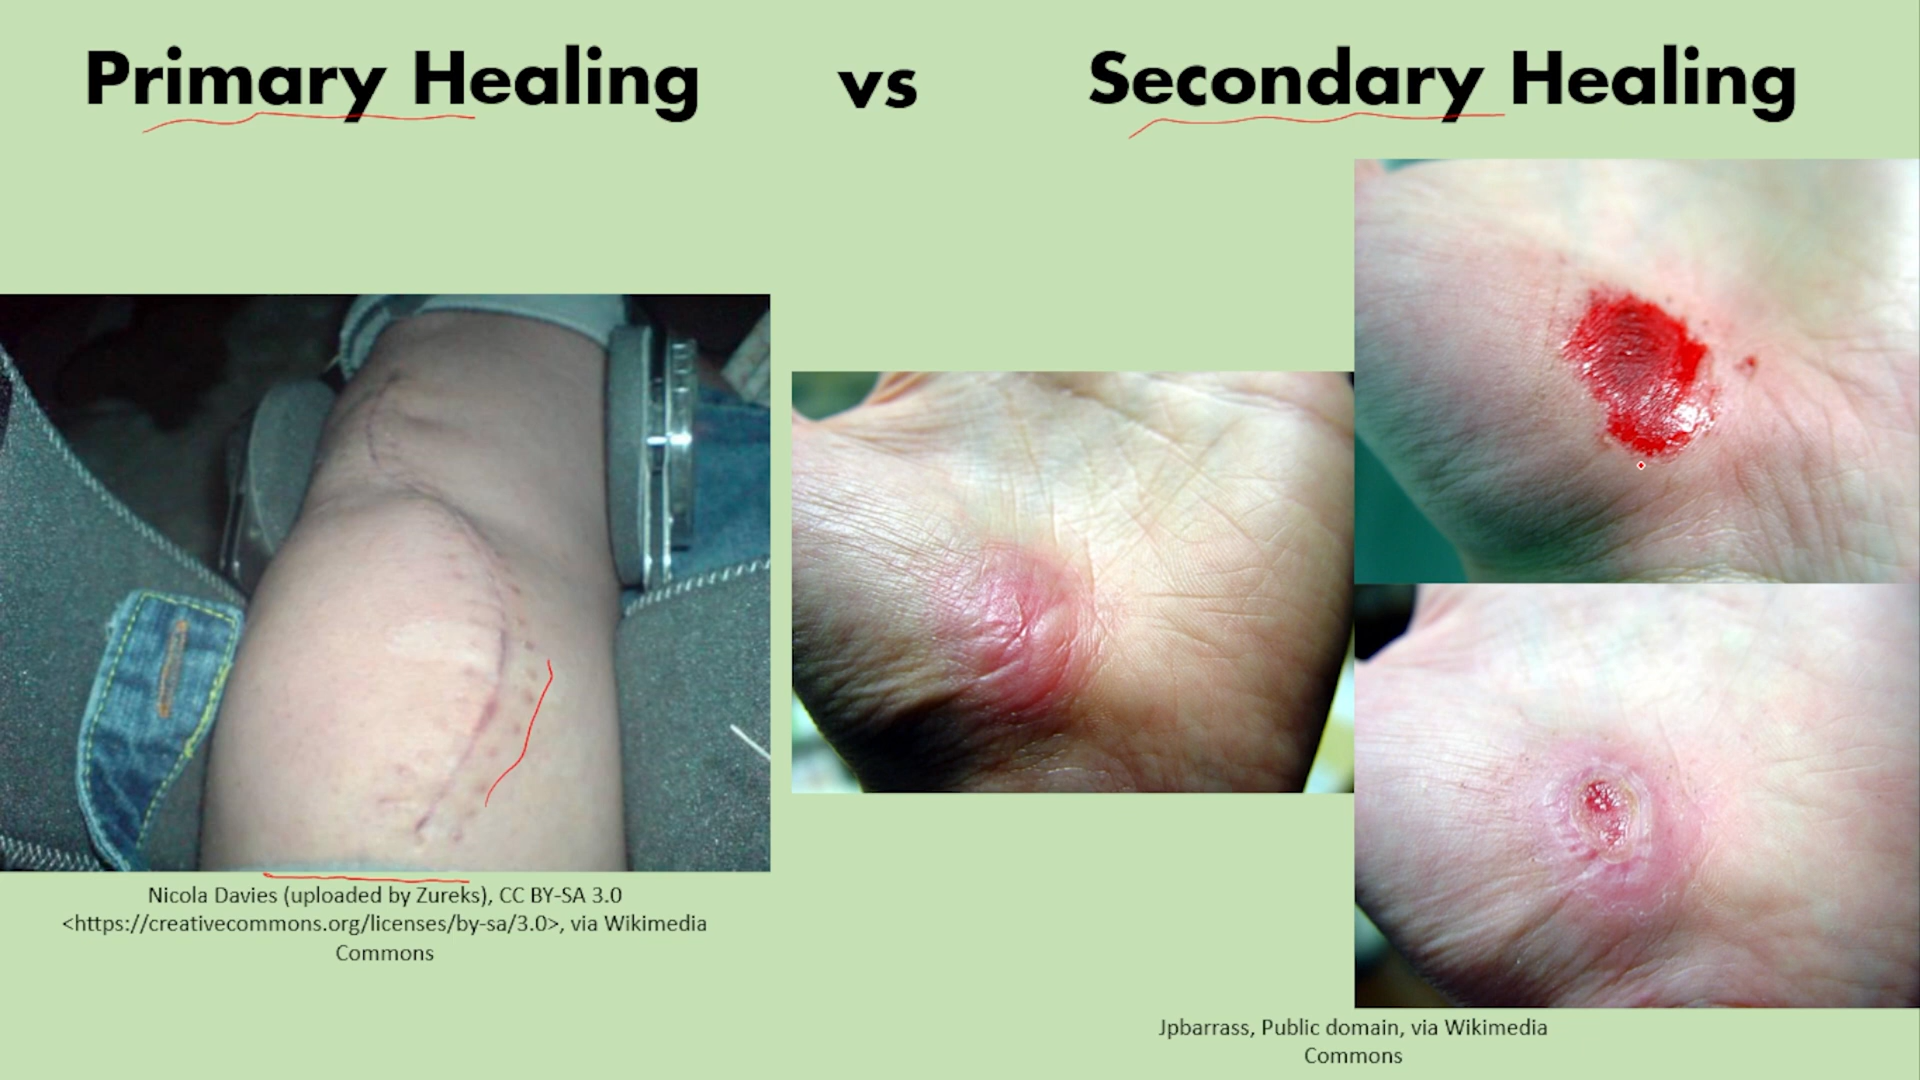 Primary Healing vs Secondary Healing
Nicola Davies (uploaded by Zureks), CC BY-SA 3.0
<https://creativecommons.org/licenses/by-sa/3.0>, via Wikimedia
Commons
Jpbarrass, Public domain, via Wikimedia
Commons